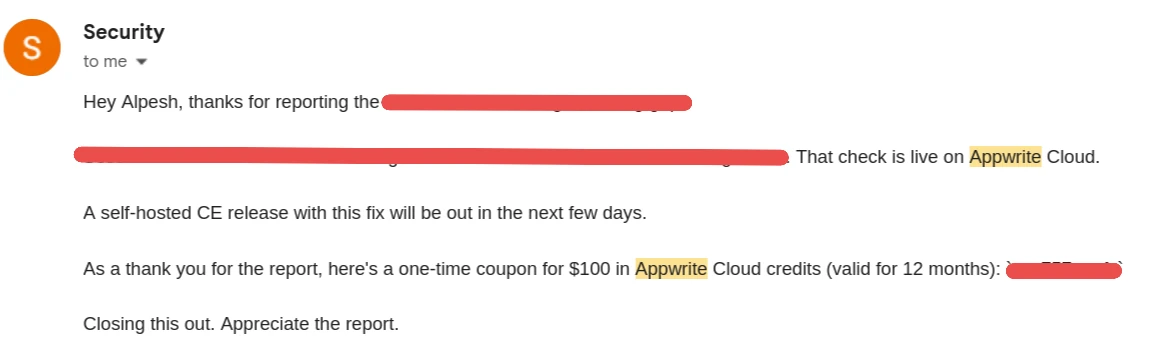 S
Security
to me
Hey Alpesh, thanks for reporting the
. That check is live on Appwrite Cloud.
A self-hosted CE release with this fix will be out in the next few days.
As a thank you for the report, here's a one-time coupon for $100 in Appwrite Cloud credits (valid for 12 months): `
Closing this out. Appreciate the report.